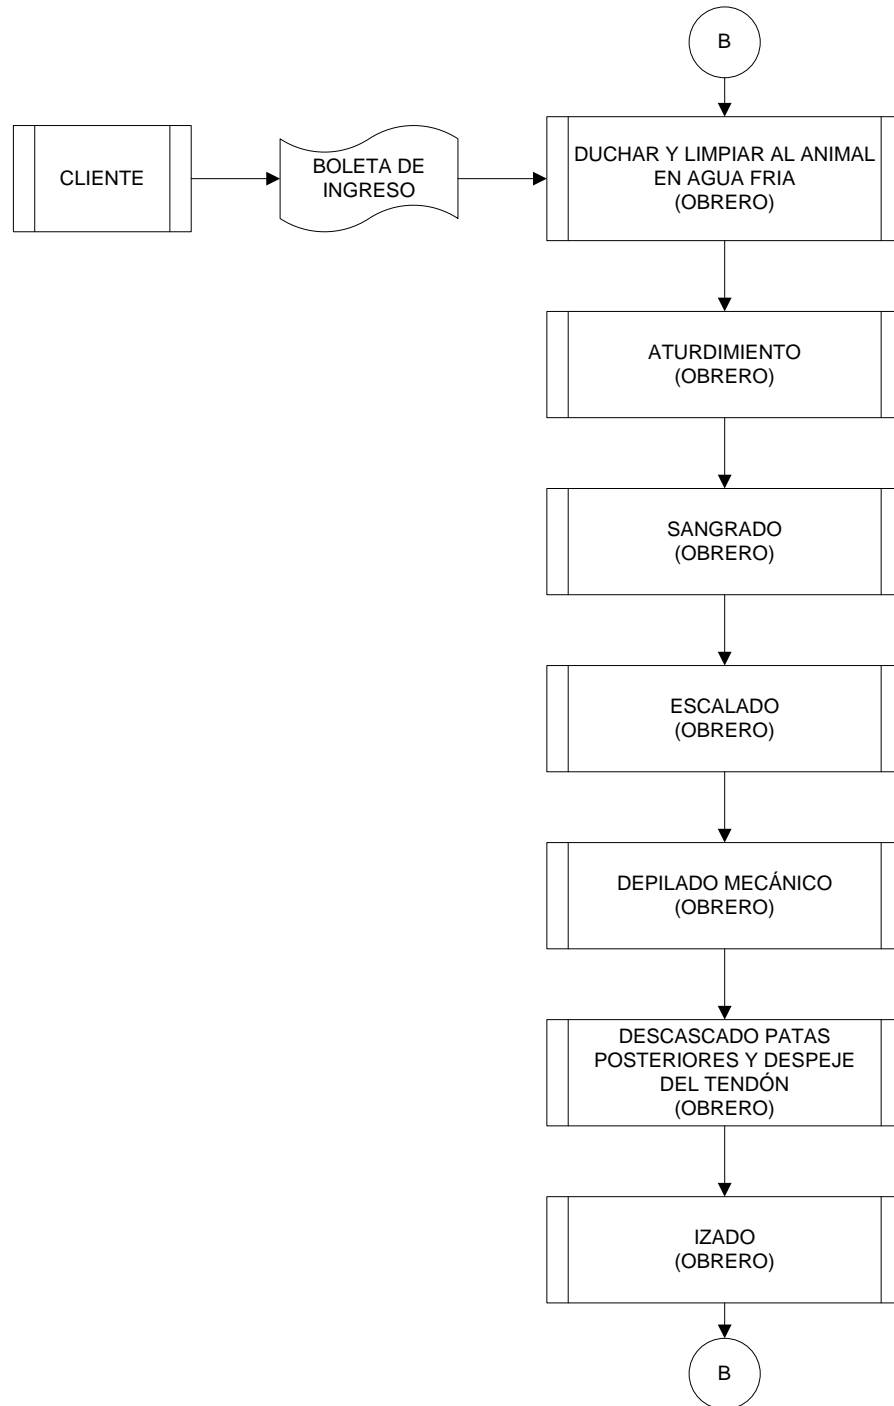 B
CLIENTE
BOLETA DE
INGRESO
DUCHAR Y LIMPIAR AL ANIMAL
EN AGUA FRIA
(OBRERO)
ATURDIMIENTO
(OBRERO)
SANGRADO
(OBRERO)
ESCALADO
(OBRERO)
DEPILADO MECÁNICO
(OBRERO)
DESCASCADO PATAS
POSTERIORES Y DESPEJE
DEL TENDÓN
(OBRERO)
IZADO
(OBRERO)
B